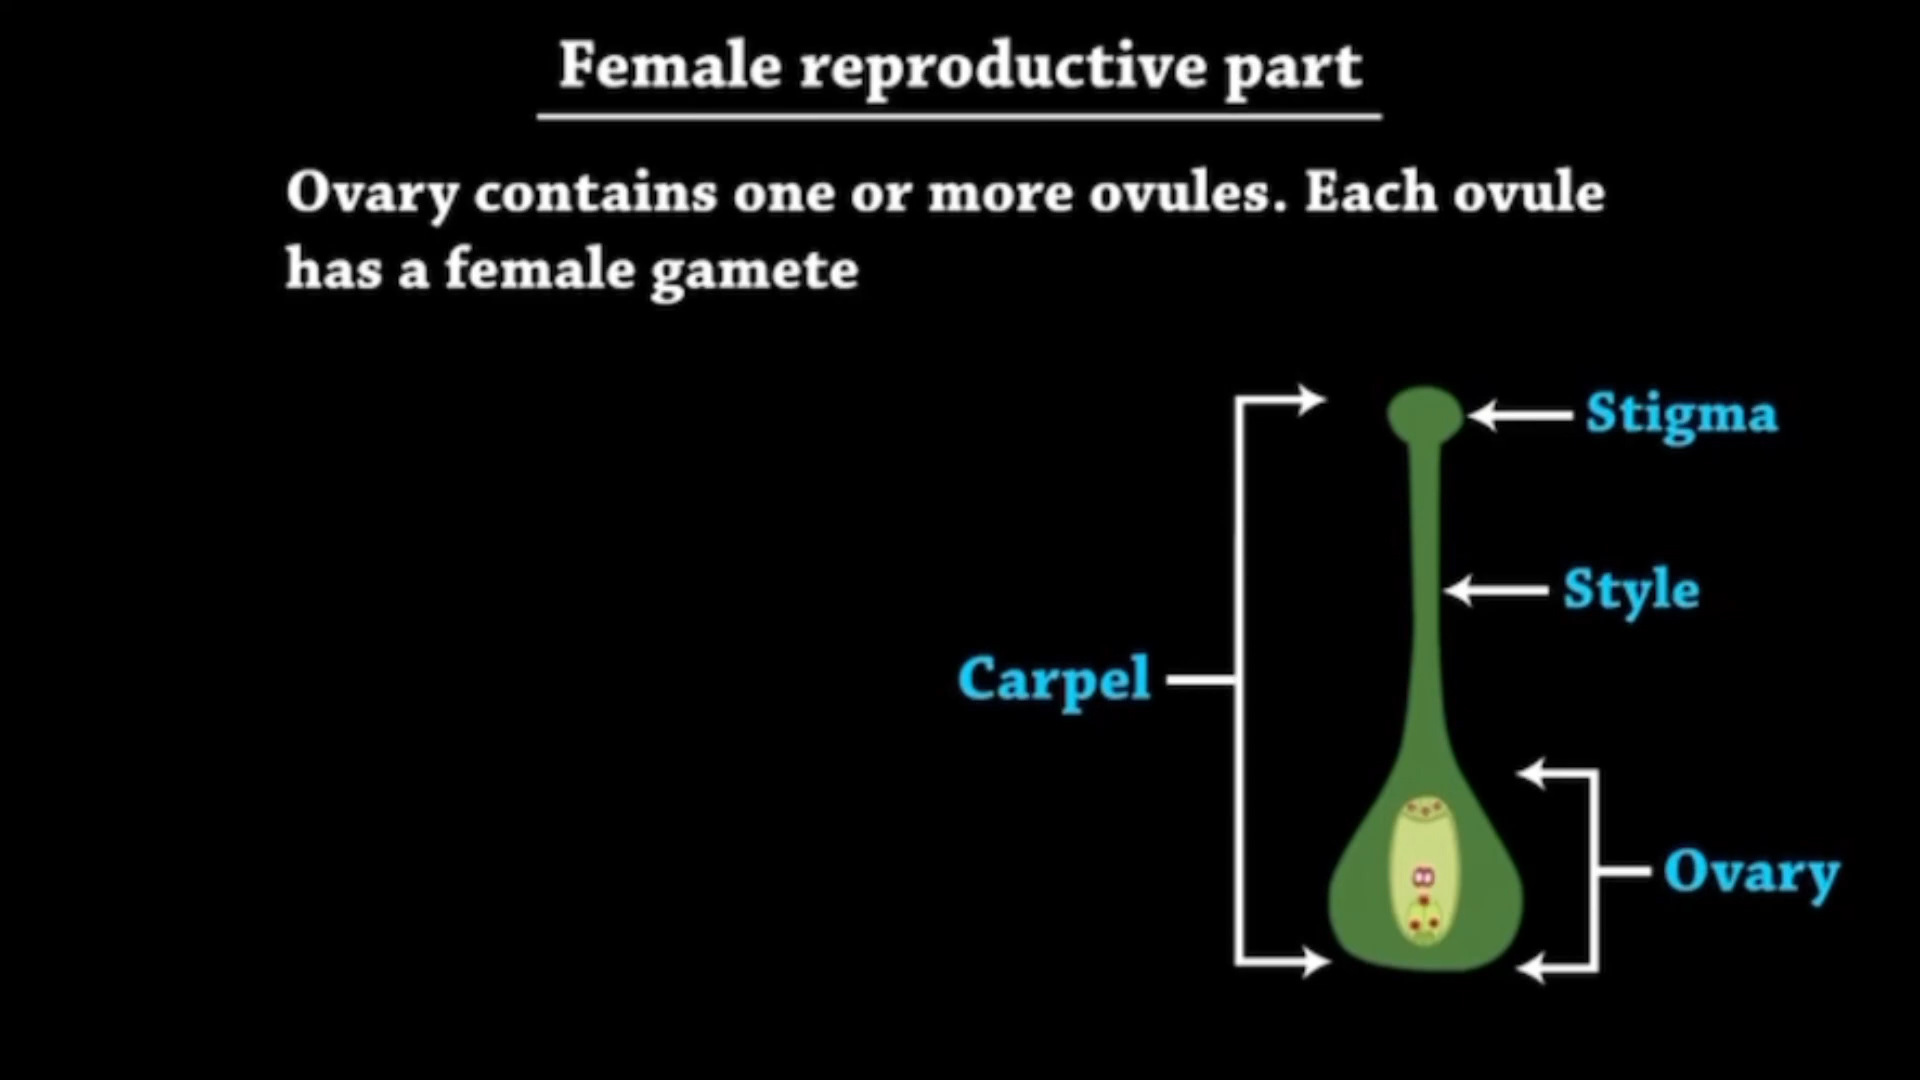 Female reproductive part
Ovary contains one or more ovules. Each ovule
has a female gamete
Stigma
Style
Carpel
Ovary